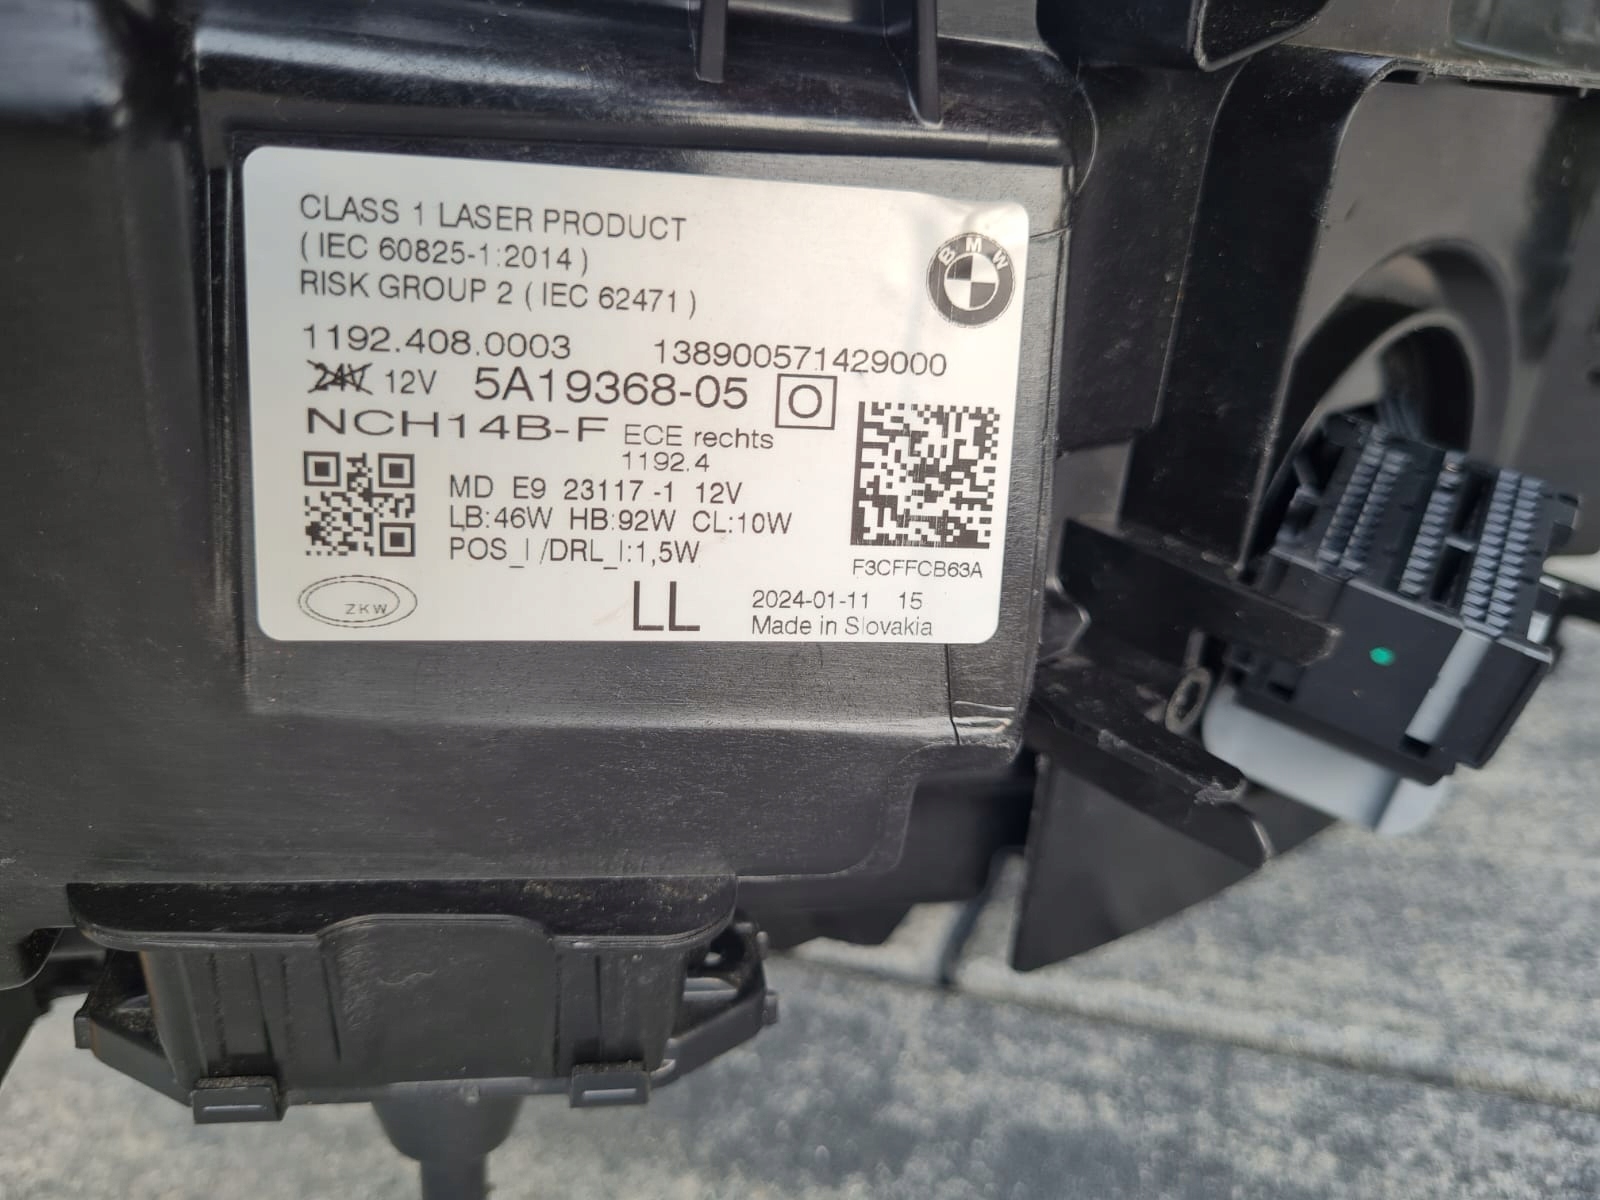 CLASS 1 LASER PRODUCT
( IEC 60825-1:2014 )
RISK GROUP 2 ( IEC 62471 )
BMW
1192.408.0003 138900571429000
24V 12V 5A19368-05 O
NCH14B-F ECE rechts
1192.4
MD E9 23117 -1 12V
LB:46W HB:92W CL:10W
POS_I /DRL_I:1,5W
F3CFFCB63A
ZKW
LL
2024-01-11 15
Made in Slovakia